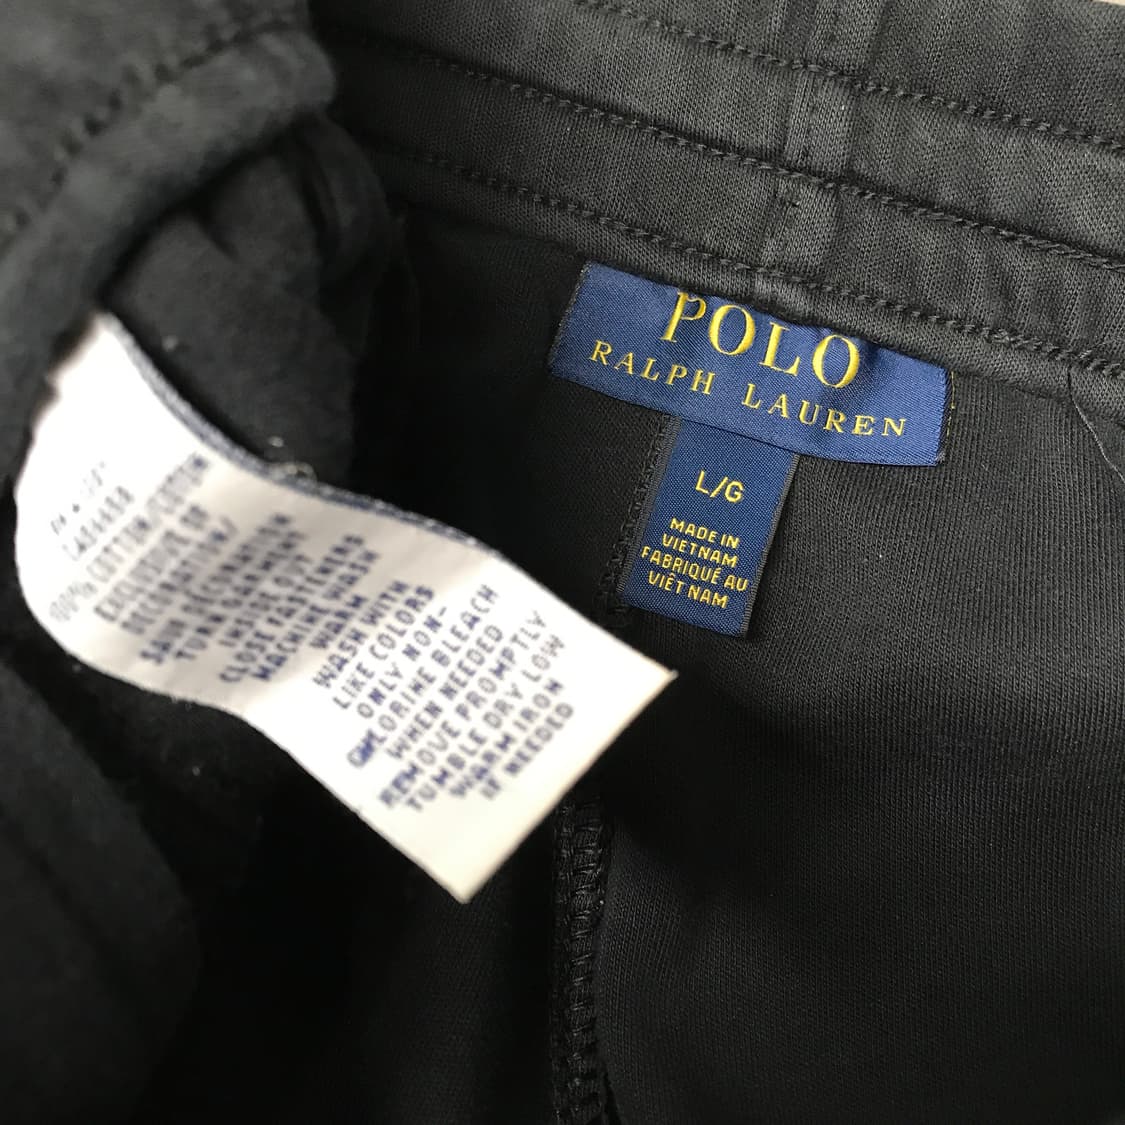 POLO
RALPH LAUREN
L/G
MADE IN
VIETNAM
FABRIQUÉ AU
VIÊT NAM
100% COTTON/COTON
EXCLUSIVE OF
DECORATION/
SAIN
TURN GARMENT
INSIDE OUT
CLOSE FASTENERS
MACHINE WASH
WARM
WASH WITH
LIKE COLORS
ONLY NON-
CHLORINE BLEACH
WHEN NEEDED
REMOVE PROMPTLY
TUMBLE DRY LOW
WARM IRON
IF NEEDED